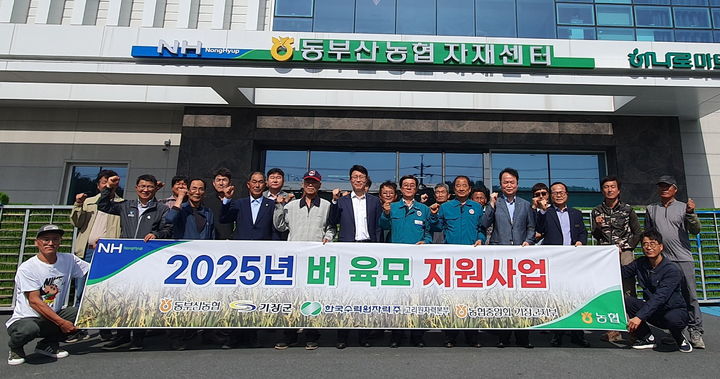 NH NongHyup 동부산농협 자재센터
하나로마트
NH NongHyup
2025년 벼 육묘 지원사업
동부산농협 기장군 한국수력원자력(주) 고리원자력본부 농협중앙회 기장군지부
농협